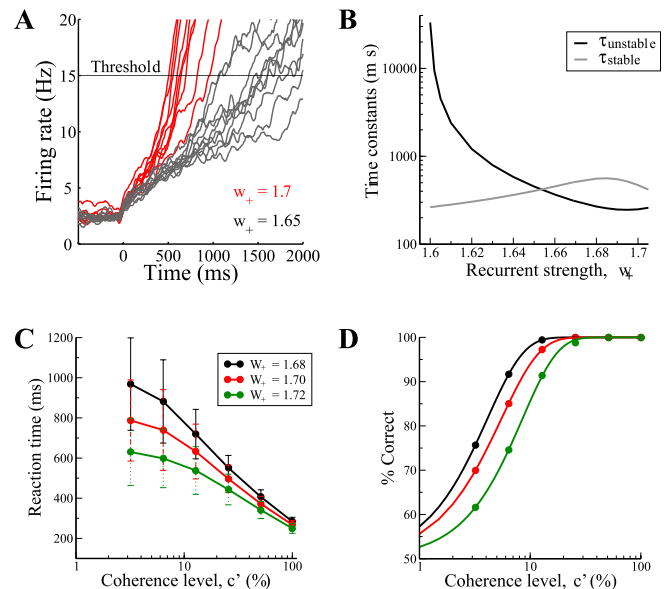 A
20
15
10
5
0
Firing rate (Hz)
Threshold
w+ = 1.7
w+ = 1.65
0 500 1000 1500 2000
Time (ms)
B
10000
1000
100
Time constants (m s)
τunstable
τstable
1.6 1.62 1.64 1.66 1.68 1.7
Recurrent strength, w+
C
1200
1000
800
600
400
200
Reaction time (ms)
W+ = 1.68
W+ = 1.70
W+ = 1.72
1 10 100
Coherence level, c' (%)
D
100
90
80
70
60
50
% Correct
1 10 100
Coherence level, c' (%)